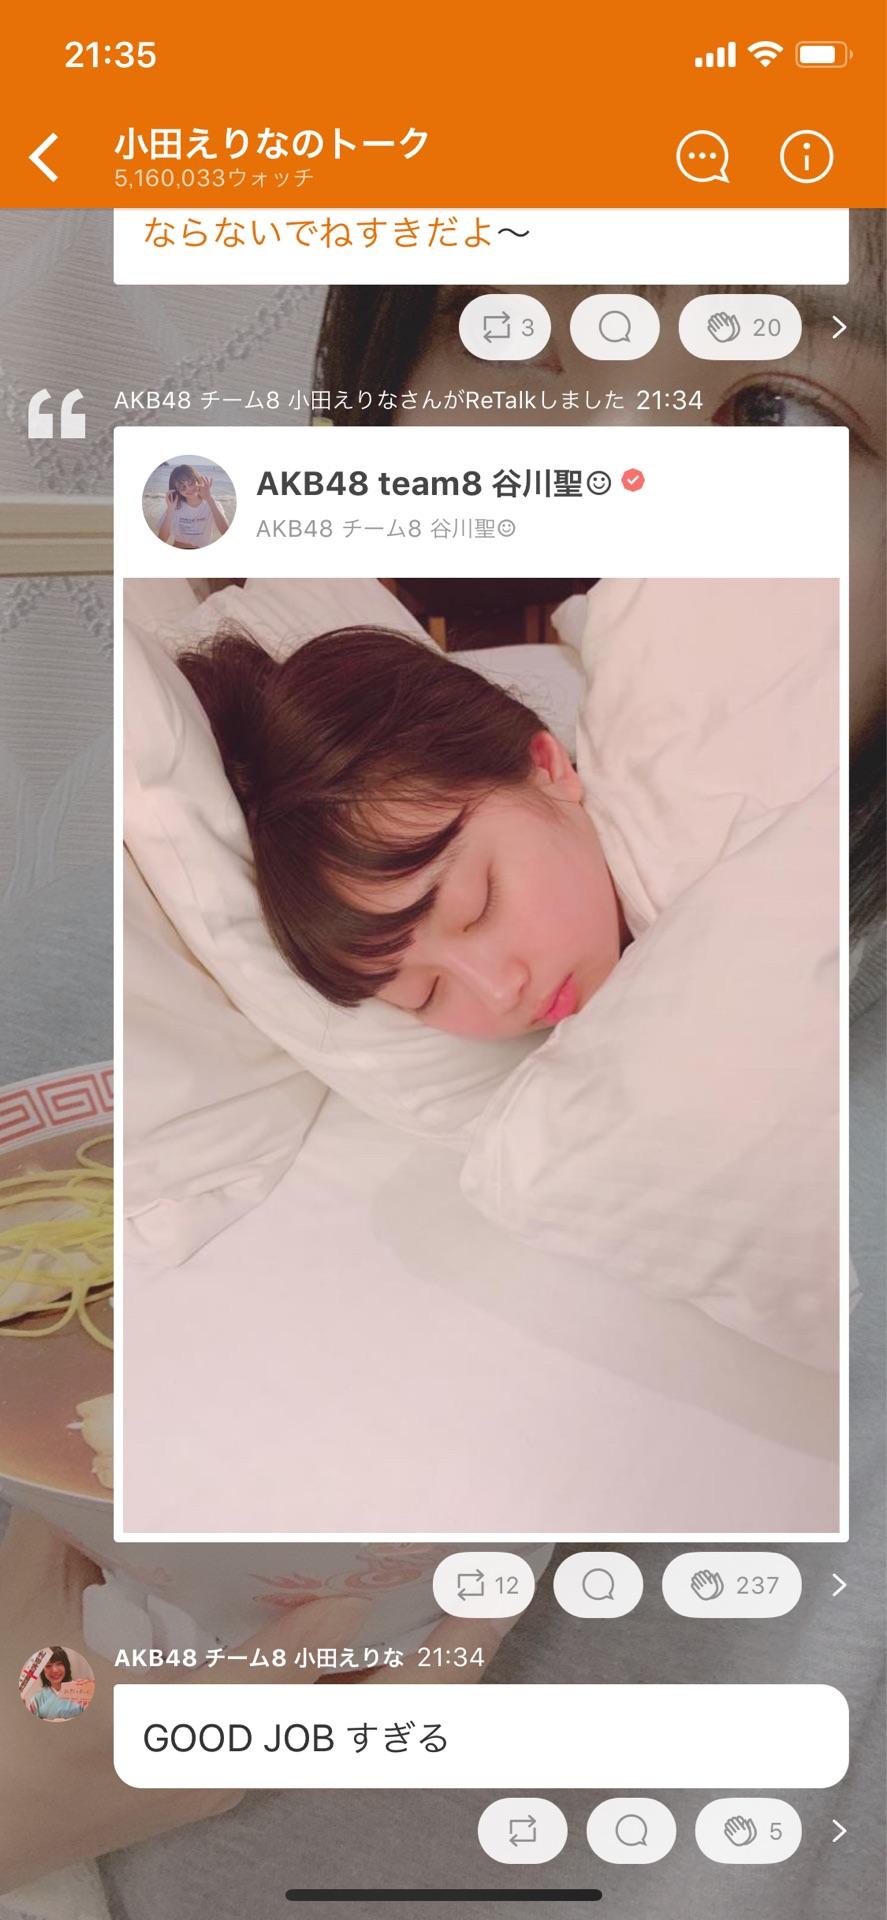 21:35
小田えりなのトーク
5,160,033ウォッチ
ならないでねすきだよ〜
3
20
AKB48 チーム8 小田えりなさんがReTalkしました 21:34
AKB48 team8 谷川聖☺
AKB48 チーム8 谷川聖☺
12
237
AKB48 チーム8 小田えりな 21:34
GOOD JOB すぎる
5